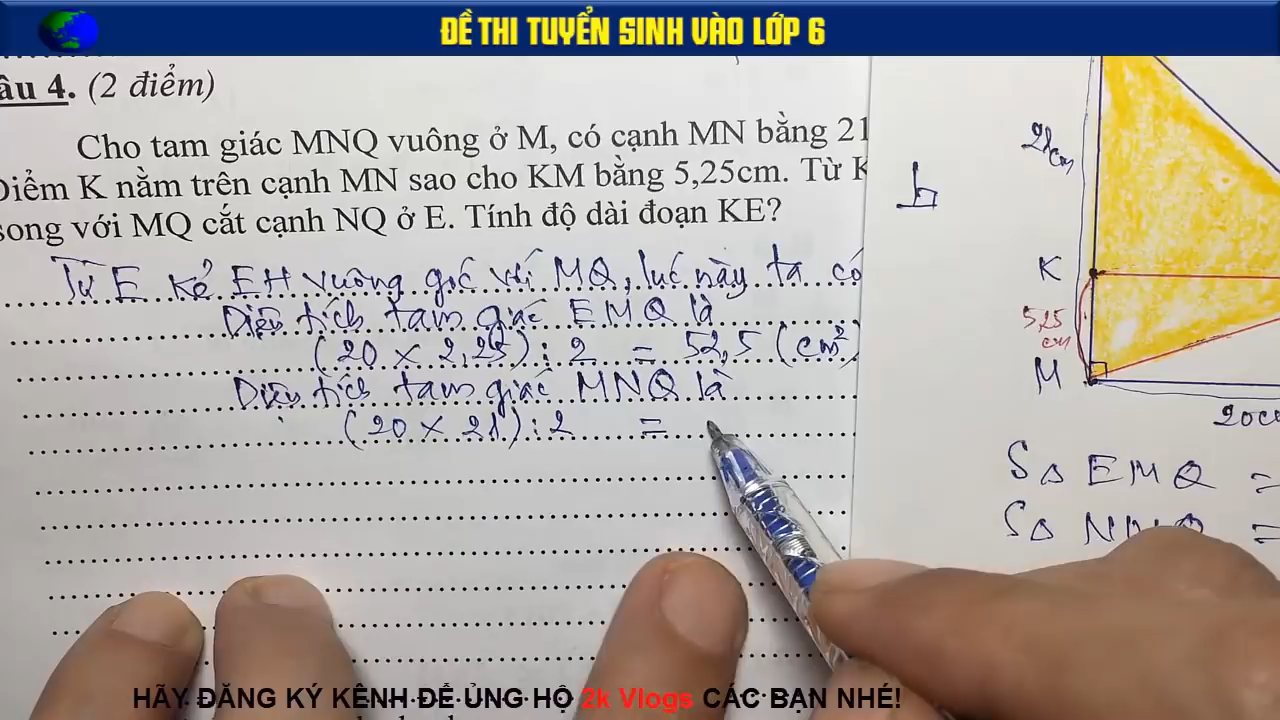 ĐỀ THI TUYỂN SINH VÀO LỚP 6
âu 4. (2 điểm)
Cho tam giác MNQ vuông ở M, có cạnh MN bằng 21
Điểm K nằm trên cạnh MN sao cho KM bằng 5,25cm. Từ K
song với MQ cắt cạnh NQ ở E. Tính độ dài đoạn KE?
Từ E kẻ EH vuông góc với MQ, lúc này ta có
Diện tích tam giác EMQ là
(20 × 2,25) : 2 = 52,5 (cm²)
Diện tích tam giác MNQ là
(20 × 21) : 2 =
21cm
K
5,25
cm
M
20cm
S△ EMQ =
S△
HÃY ĐĂNG KÝ KÊNH ĐỂ ỦNG HỘ 2k Vlogs CÁC BẠN NHÉ!